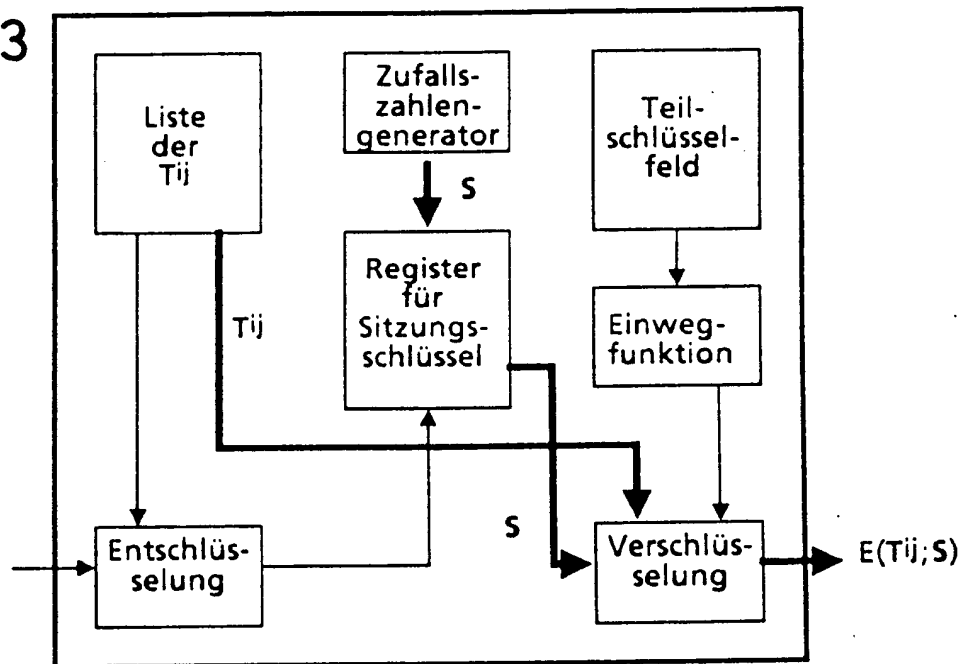 3
Liste
der
Tij
Zufalls-
zahlen-
generator
Teil-
schlüssel-
feld
S
Register
für
Sitzungs-
schlüssel
Tij
Einweg-
funktion
S
Entschlüs-
selung
Verschlüs-
selung
E(Tij;S)